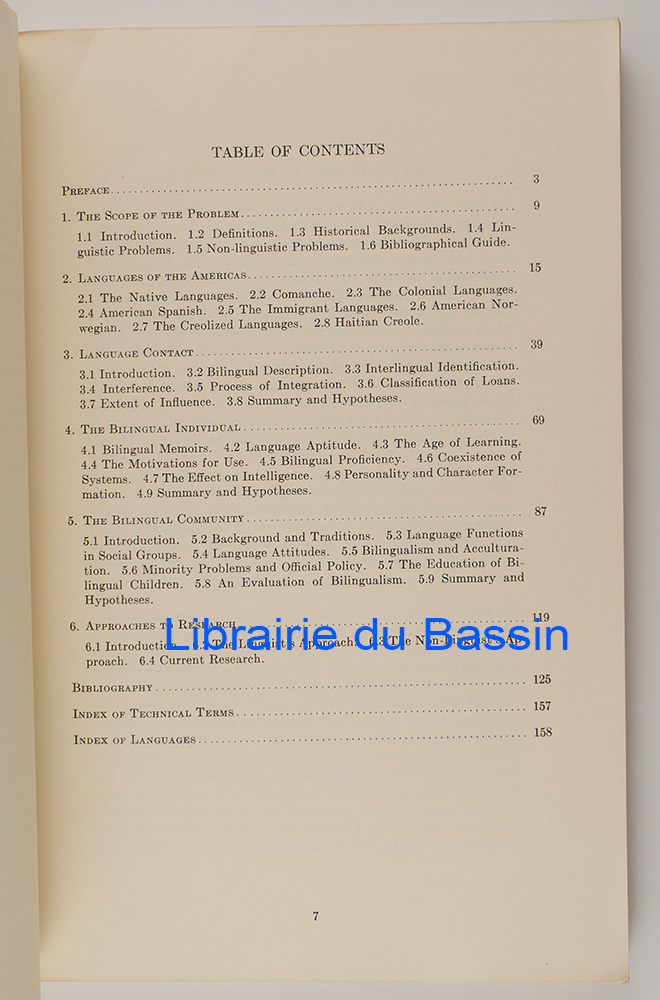 TABLE OF CONTENTS
PREFACE 3
1. THE SCOPE OF THE PROBLEM 9
1.1 Introduction. 1.2 Definitions. 1.3 Historical Backgrounds. 1.4 Lin-
guistic Problems. 1.5 Non-linguistic Problems. 1.6 Bibliographical Guide.
2. LANGUAGES OF THE AMERICAS 15
2.1 The Native Languages. 2.2 Comanche. 2.3 The Colonial Languages.
2.4 American Spanish. 2.5 The Immigrant Languages. 2.6 American Nor-
wegian. 2.7 The Creolized Languages. 2.8 Haitian Creole.
3. LANGUAGE CONTACT 39
3.1 Introduction. 3.2 Bilingual Description. 3.3 Interlingual Identification.
3.4 Interference. 3.5 Process of Integration. 3.6 Classification of Loans.
3.7 Extent of Influence. 3.8 Summary and Hypotheses.
4. THE BILINGUAL INDIVIDUAL 69
4.1 Bilingual Memoirs. 4.2 Language Aptitude. 4.3 The Age of Learning.
4.4 The Motivations for Use. 4.5 Bilingual Proficiency. 4.6 Coexistence of
Systems. 4.7 The Effect on Intelligence. 4.8 Personality and Character For-
mation. 4.9 Summary and Hypotheses.
5. THE BILINGUAL COMMUNITY 87
5.1 Introduction. 5.2 Background and Traditions. 5.3 Language Functions
in Social Groups. 5.4 Language Attitudes. 5.5 Bilingualism and Accultura-
tion. 5.6 Minority Problems and Official Policy. 5.7 The Education of Bi-
lingual Children. 5.8 An Evaluation of Bilingualism. 5.9 Summary and
Hypotheses.
6. APPROACHES TO RESEARCH 119
Librairie du Bassin
6.1 Introduction. 6.2 The Linguist's Approach. 6.3 The Non-Linguist's Ap-
proach. 6.4 Current Research.
BIBLIOGRAPHY 125
INDEX OF TECHNICAL TERMS 157
INDEX OF LANGUAGES 158
7